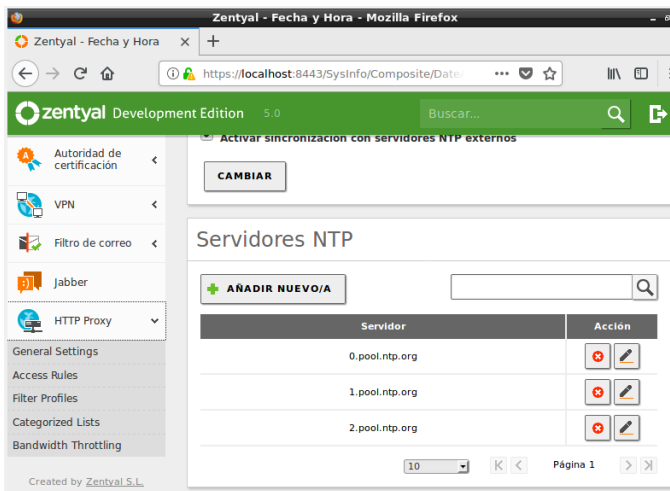 Zentyal - Fecha y Hora - Mozilla Firefox
Zentyal - Fecha y Hora
https://localhost:8443/SysInfo/Composite/Date/
zentyal Development Edition 5.0
Buscar...
Activar sincronización con servidores NTP externos
CAMBIAR
Autoridad de
certificación
VPN
Filtro de correo
Jabber
HTTP Proxy
General Settings
Access Rules
Filter Profiles
Categorized Lists
Bandwidth Throttling
Created by Zentyal S.L.
Servidores NTP
AÑADIR NUEVO/A
Servidor Acción
0.pool.ntp.org
1.pool.ntp.org
2.pool.ntp.org
10 Página 1